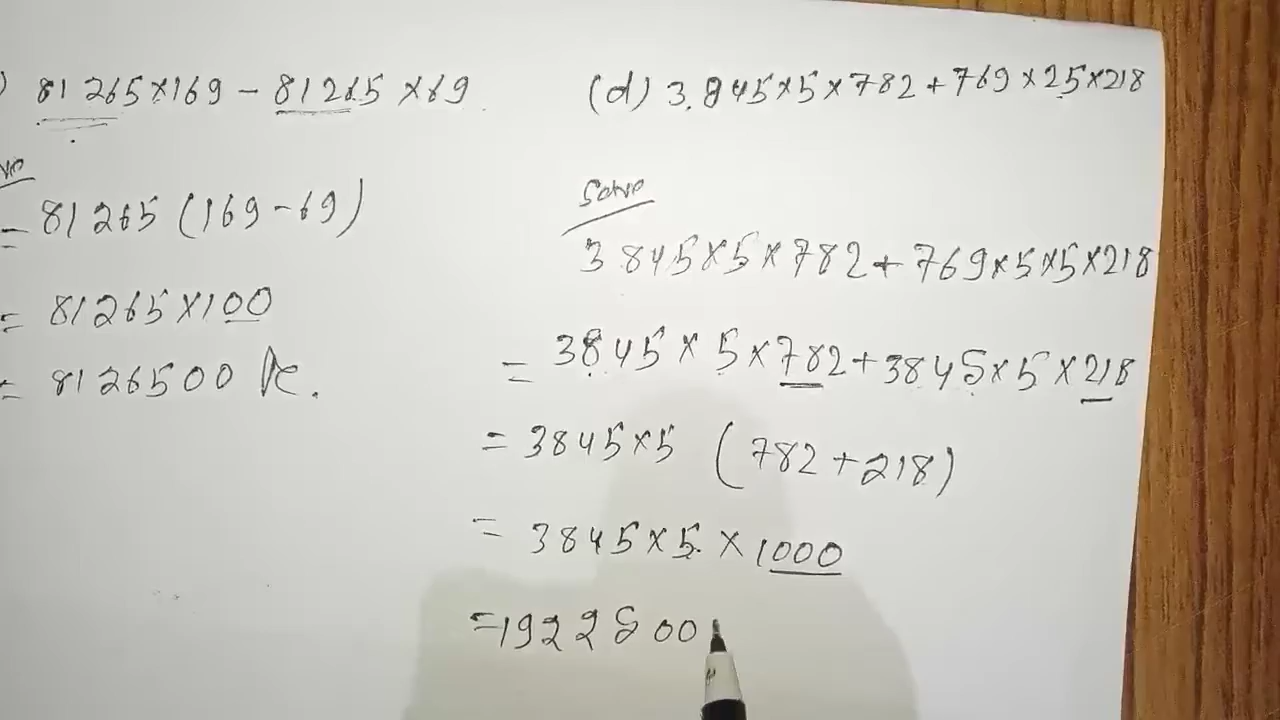 ) 81265×169 - 81265 ×69
= 81265 (169-69)
= 81265×100
= 8126500
(d) 3.845×5×782+769×25×218
Solve
3845×5×782+769×5×5×218
= 3845×5×782+3845×5×218
= 3845×5 (782+218)
= 3845×5×1000
=1922500